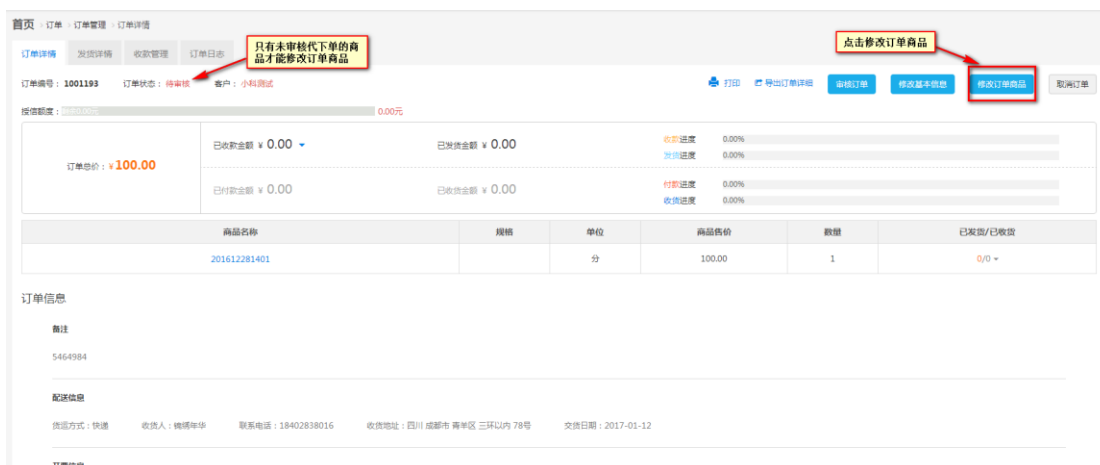 首页 > 订单 > 订单管理 > 订单详情
订单详情 发货详情 收款管理 订单日志
只有未审核代下单的商
品才能修改订单商品
点击修改订单商品
订单编号：1001193 订单状态：待审核 客户：小科测试
打印 导出订单详细 审核订单 修改基本信息 修改订单商品 取消订单
授信额度： 0.00元
已收款金额 ¥ 0.00 已发货金额 ¥ 0.00 收款进度 0.00%
发货进度 0.00%
订单总价：¥100.00
已付款金额 ¥ 0.00 已收货金额 ¥ 0.00 付款进度 0.00%
收货进度 0.00%
商品名称 规格 单位 商品售价 数量 已发货/已收货
201612281401 分 100.00 1 0/0
订单信息
备注
5464984
配送信息
货运方式：快递 收货人：锦绣年华 联系电话：18402838016 收货地址：四川 成都市 青羊区 三环以内 78号 交货日期：2017-01-12